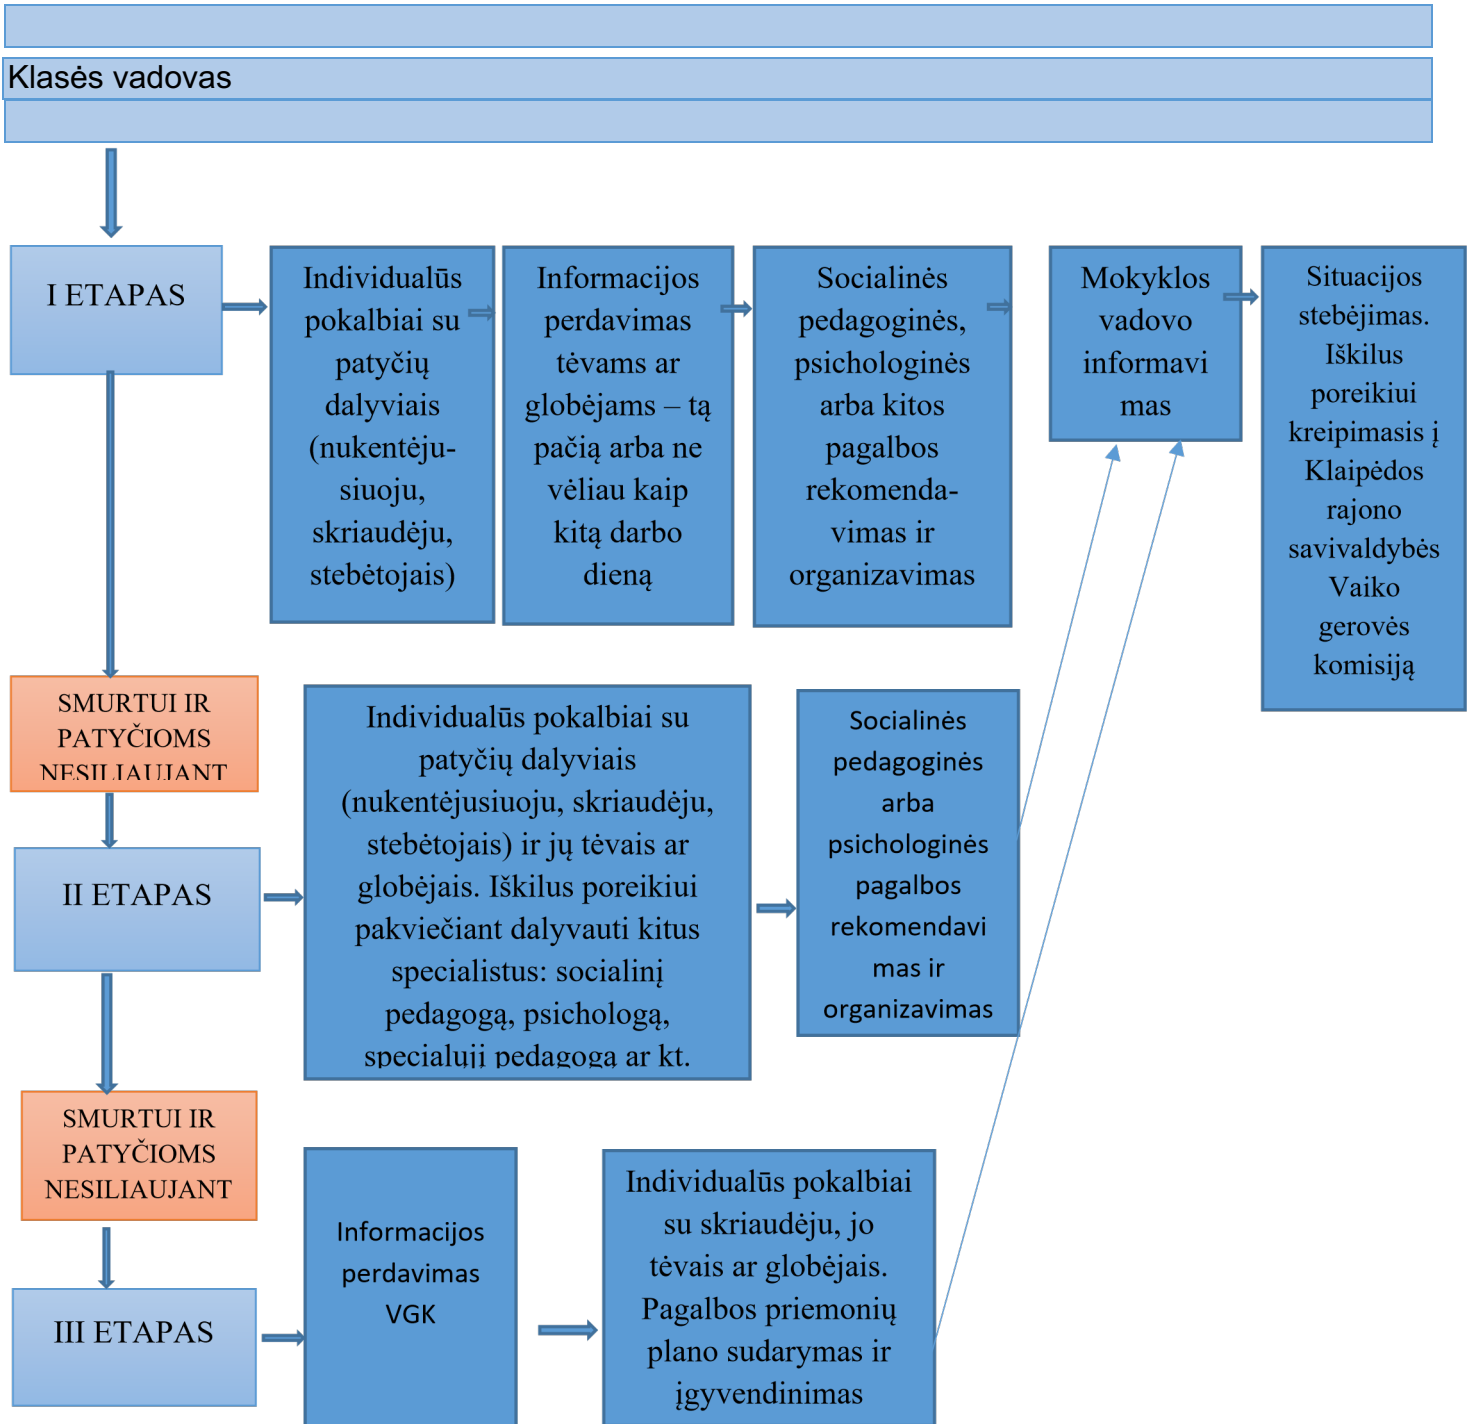 Klasės vadovas
I ETAPAS
Individualūs
pokalbiai su
patyčių
dalyviais
(nukentėju-
siuoju,
skriaudėju,
stebėtojais)
Informacijos
perdavimas
tėvams ar
globėjams – tą
pačią arba ne
vėliau kaip
kitą darbo
dieną
Socialinės
pedagoginės,
psichologinės
arba kitos
pagalbos
rekomenda-
vimas ir
organizavimas
Mokyklos
vadovo
informavi
mas
Situacijos
stebėjimas.
Iškilus
poreikiui
kreipimasis į
Klaipėdos
rajono
savivaldybės
Vaiko
gerovės
komisiją
SMURTUI IR
PATYČIOMS
NESILIAUJANT
II ETAPAS
Individualūs pokalbiai su
patyčių dalyviais
(nukentėjusiuoju, skriaudėju,
stebėtojais) ir jų tėvais ar
globėjais. Iškilus poreikiui
pakviečiant dalyvauti kitus
specialistus: socialinį
pedagogą, psichologą,
specialųjį pedagogą ar kt.
Socialinės
pedagoginės
arba
psichologinės
pagalbos
rekomendavi
mas ir
organizavimas
SMURTUI IR
PATYČIOMS
NESILIAUJANT
III ETAPAS
Informacijos
perdavimas
VGK
Individualūs pokalbiai
su skriaudėju, jo
tėvais ar globėjais.
Pagalbos priemonių
plano sudarymas ir
įgyvendinimas